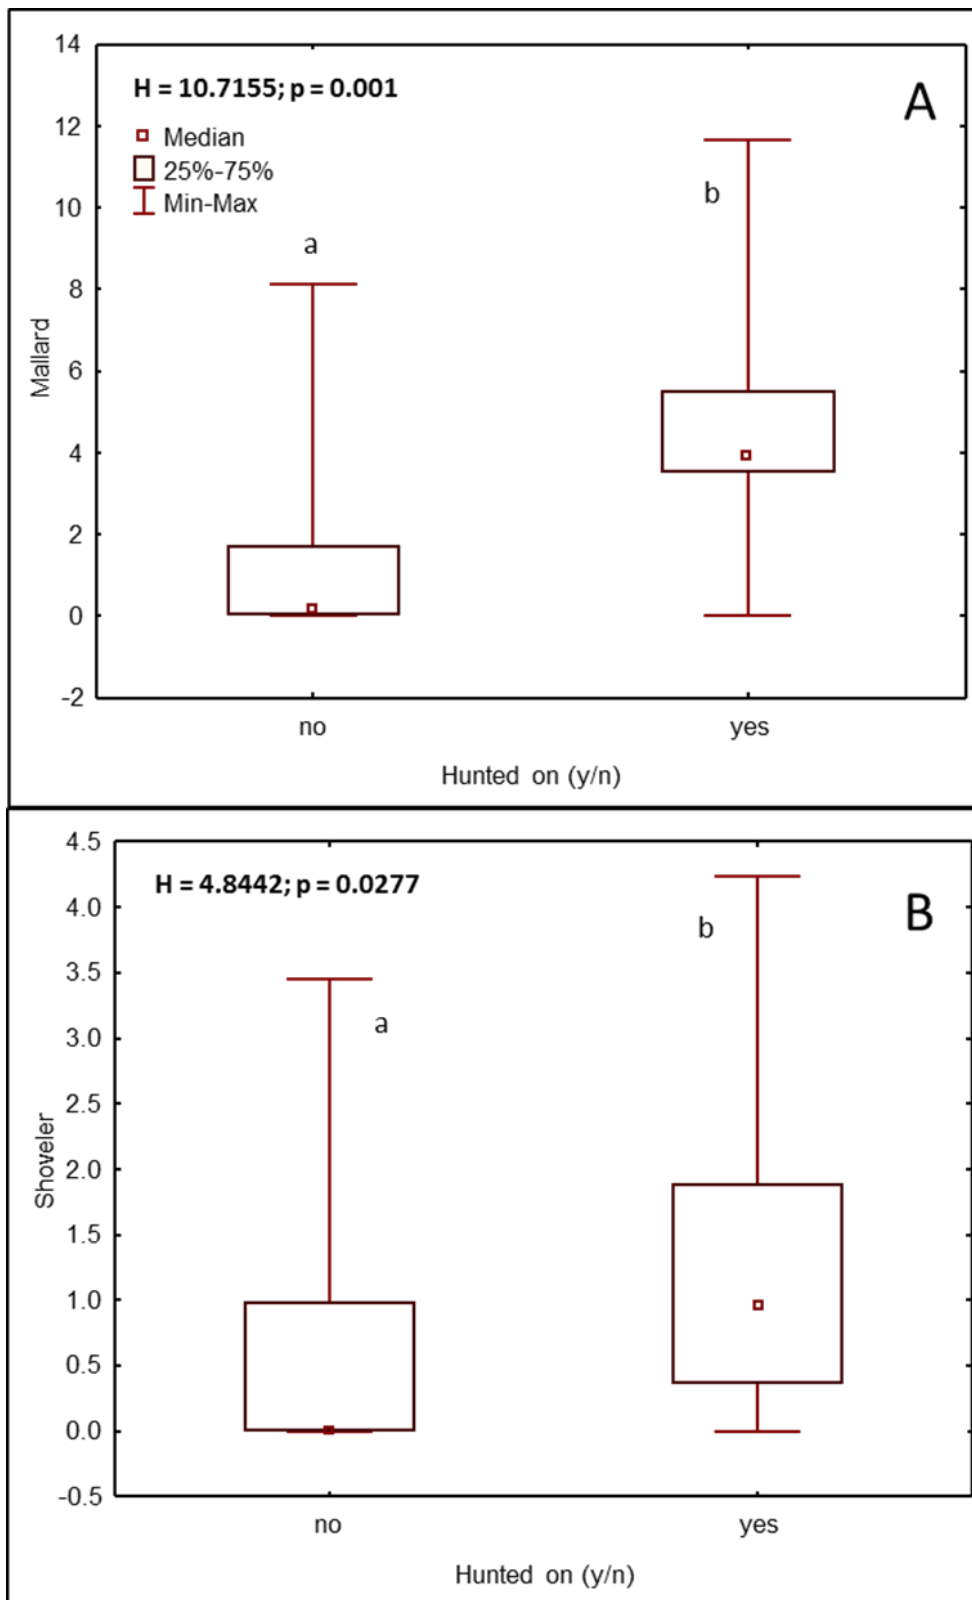 14
H = 10.7155; p = 0.001
A
Median
12
25%-75%
Min-Max
10
b
a
8
Mallard
6
4
2
0
-2
no yes
Hunted on (y/n)
4.5
H = 4.8442; p = 0.0277
B
4.0
b
3.5
a
3.0
2.5
Shoveler
2.0
1.5
1.0
0.5
0.0
-0.5
no yes
Hunted on (y/n)